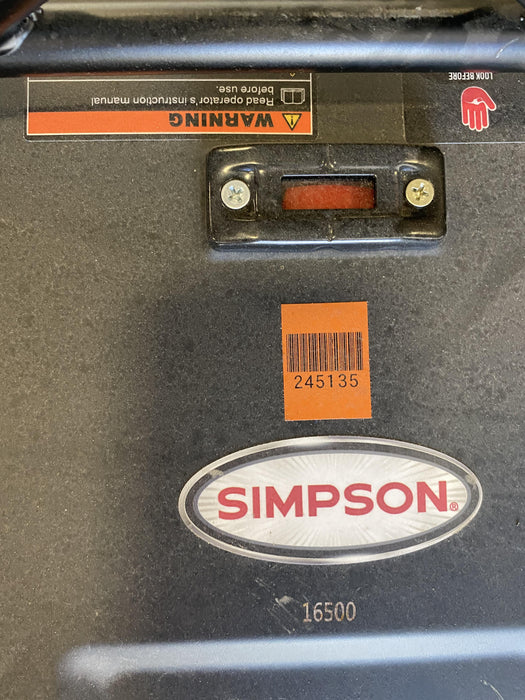 WARNING
Read operator's instruction manual
before use.
LOOK BEFORE
245135
SIMPSON®
16500